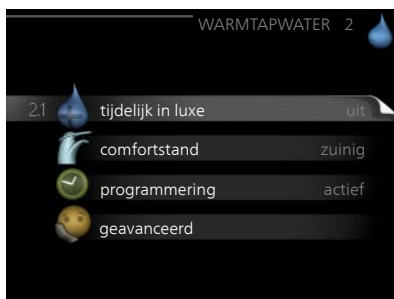 WARMTAPWATER 2
2.1 tijdelijk in luxe uit
comfortstand zuinig
programmering actief
geavanceerd